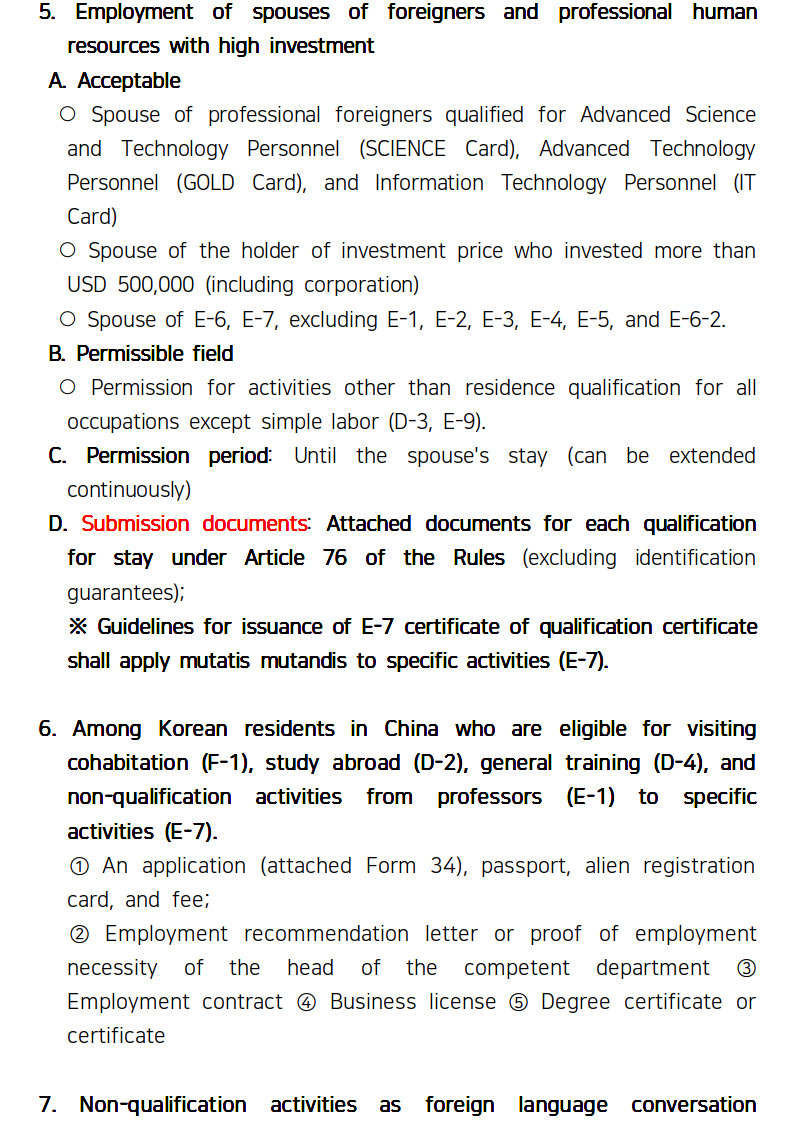 5. Employment of spouses of foreigners and professional human
resources with high investment
A. Acceptable
○ Spouse of professional foreigners qualified for Advanced Science
and Technology Personnel (SCIENCE Card), Advanced Technology
Personnel (GOLD Card), and Information Technology Personnel (IT
Card)
○ Spouse of the holder of investment price who invested more than
USD 500,000 (including corporation)
○ Spouse of E-6, E-7, excluding E-1, E-2, E-3, E-4, E-5, and E-6-2.
B. Permissible field
○ Permission for activities other than residence qualification for all
occupations except simple labor (D-3, E-9).
C. Permission period: Until the spouse's stay (can be extended
continuously)
D. Submission documents: Attached documents for each qualification
for stay under Article 76 of the Rules (excluding identification
guarantees);
※ Guidelines for issuance of E-7 certificate of qualification certificate
shall apply mutatis mutandis to specific activities (E-7).
6. Among Korean residents in China who are eligible for visiting
cohabitation (F-1), study abroad (D-2), general training (D-4), and
non-qualification activities from professors (E-1) to specific
activities (E-7).
① An application (attached Form 34), passport, alien registration
card, and fee;
② Employment recommendation letter or proof of employment
necessity of the head of the competent department ③
Employment contract ④ Business license ⑤ Degree certificate or
certificate
7. Non-qualification activities as foreign language conversation